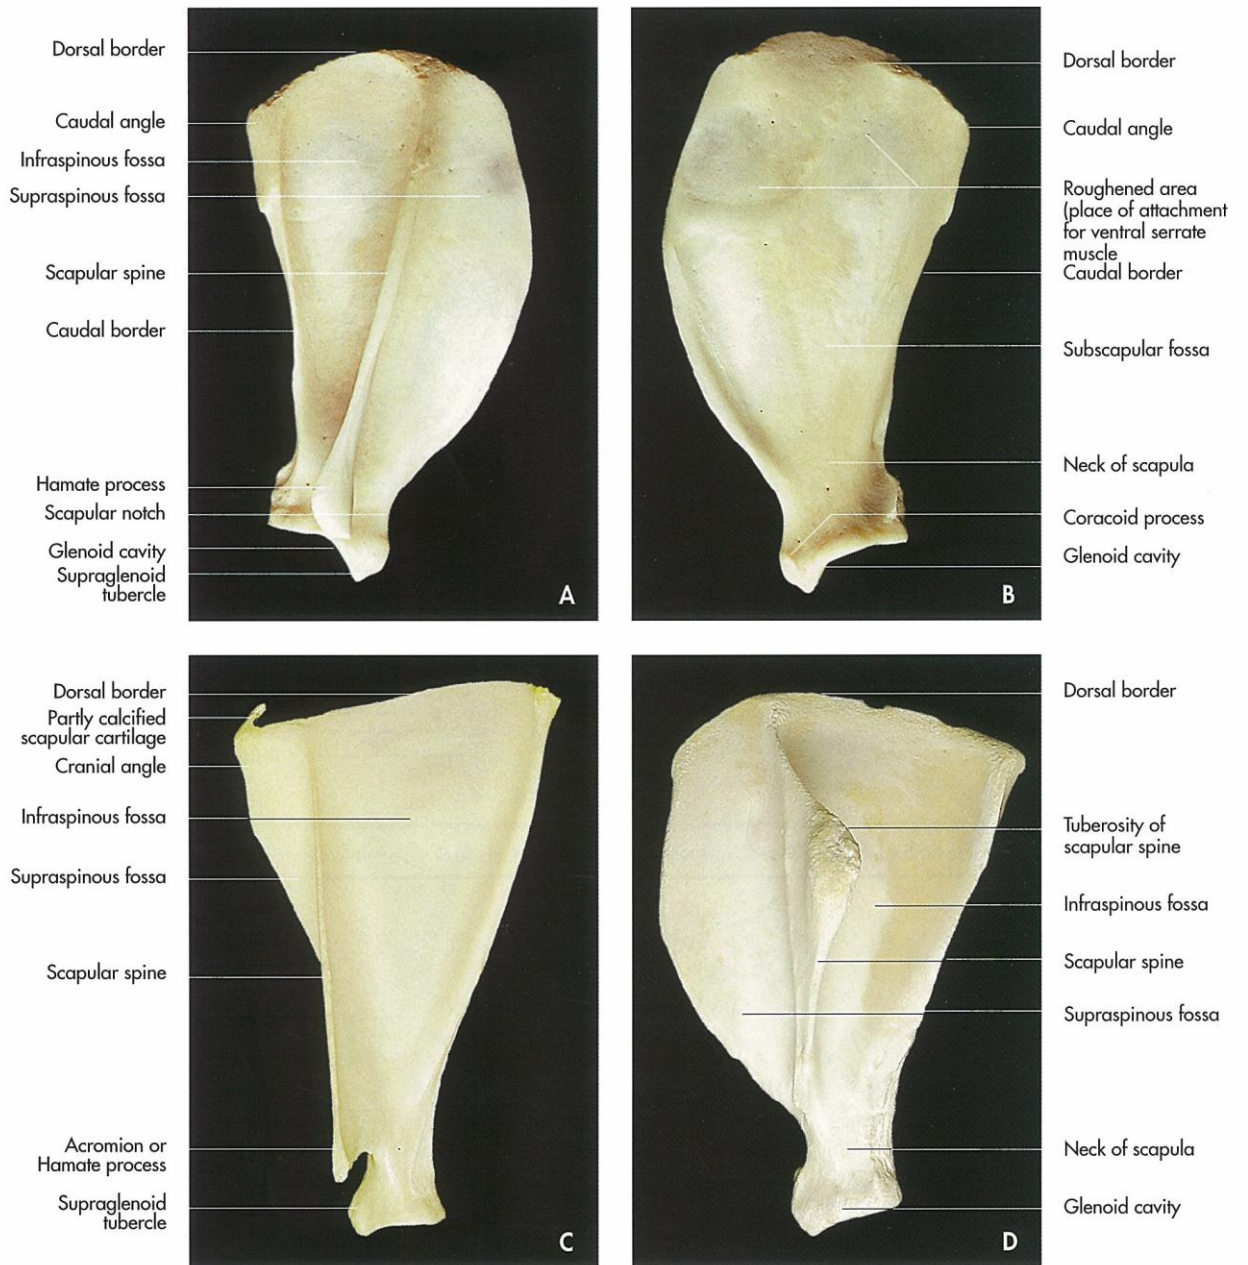 Dorsal border
Caudal angle
Infraspinous fossa
Supraspinous fossa
Scapular spine
Caudal border
Hamate process
Scapular notch
Glenoid cavity
Supraglenoid
tubercle
A
Dorsal border
Caudal angle
Roughened area
(place of attachment
for ventral serrate
muscle
Caudal border
Subscapular fossa
Neck of scapula
Coracoid process
Glenoid cavity
B
Dorsal border
Partly calcified
scapular cartilage
Cranial angle
Infraspinous fossa
Supraspinous fossa
Scapular spine
Acromion or
Hamate process
Supraglenoid
tubercle
C
Dorsal border
Tuberosity of
scapular spine
Infraspinous fossa
Scapular spine
Supraspinous fossa
Neck of scapula
Glenoid cavity
D